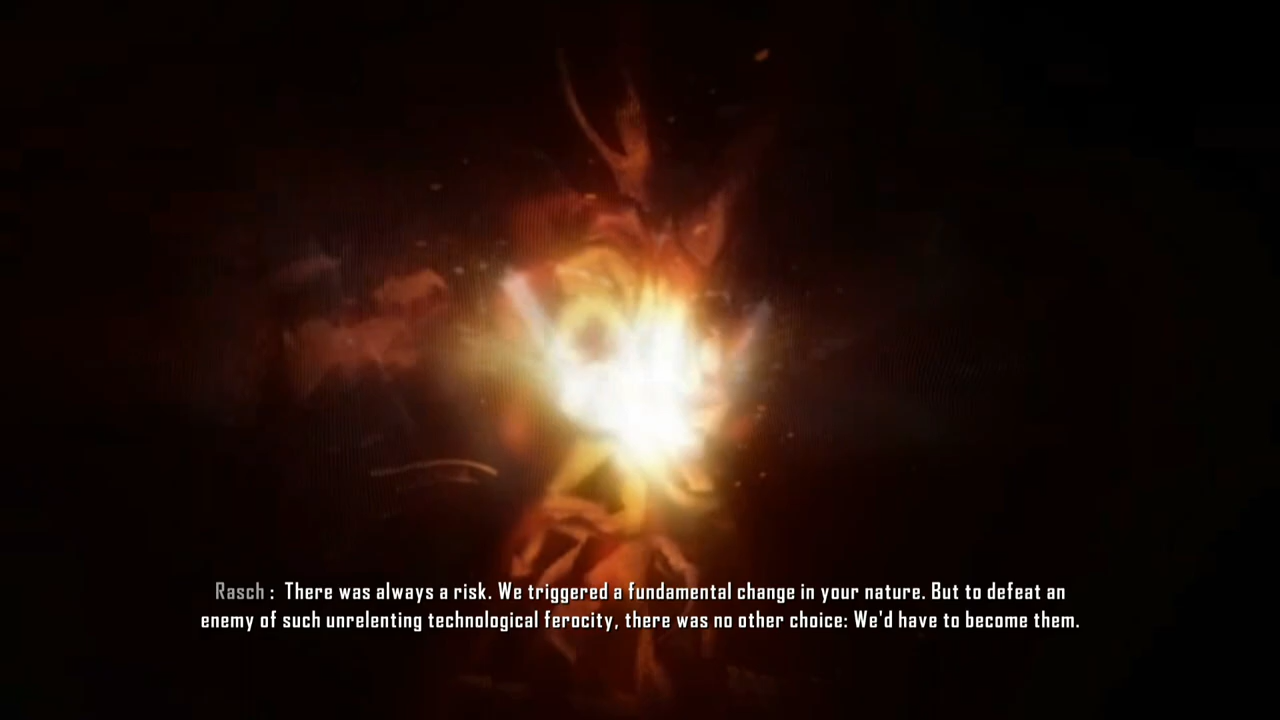 Rasch : There was always a risk. We triggered a fundamental change in your nature. But to defeat an
enemy of such unrelenting technological ferocity, there was no other choice: We'd have to become them.